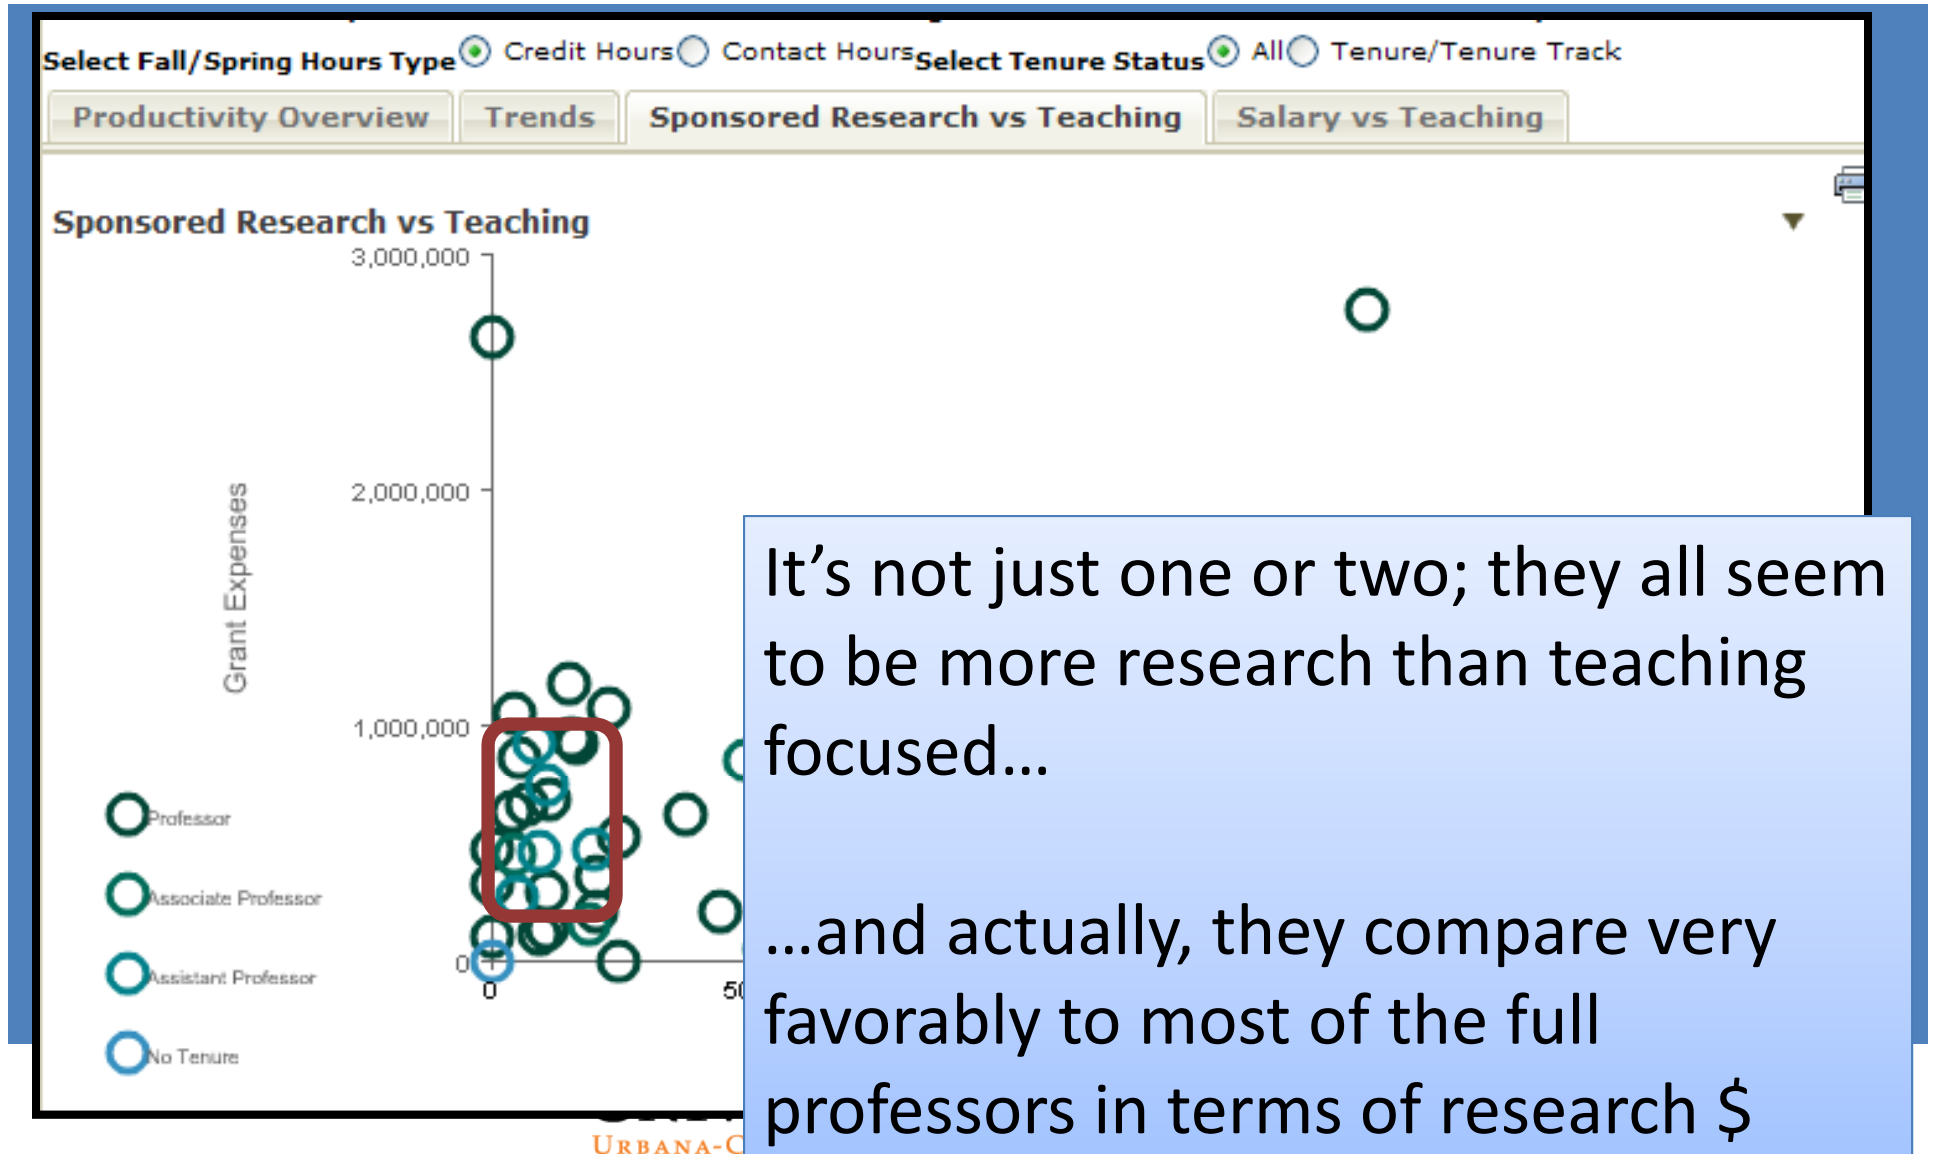 Select Fall/Spring Hours Type Credit Hours Contact Hours Select Tenure Status All Tenure/Tenure Track
Productivity Overview Trends Sponsored Research vs Teaching Salary vs Teaching
Sponsored Research vs Teaching
3,000,000
2,000,000
1,000,000
0
Grant Expenses
0 50
Professor
Associate Professor
Assistant Professor
No Tenure
It’s not just one or two; they all seem
to be more research than teaching
focused…
…and actually, they compare very
favorably to most of the full
professors in terms of research $
URBANA-C